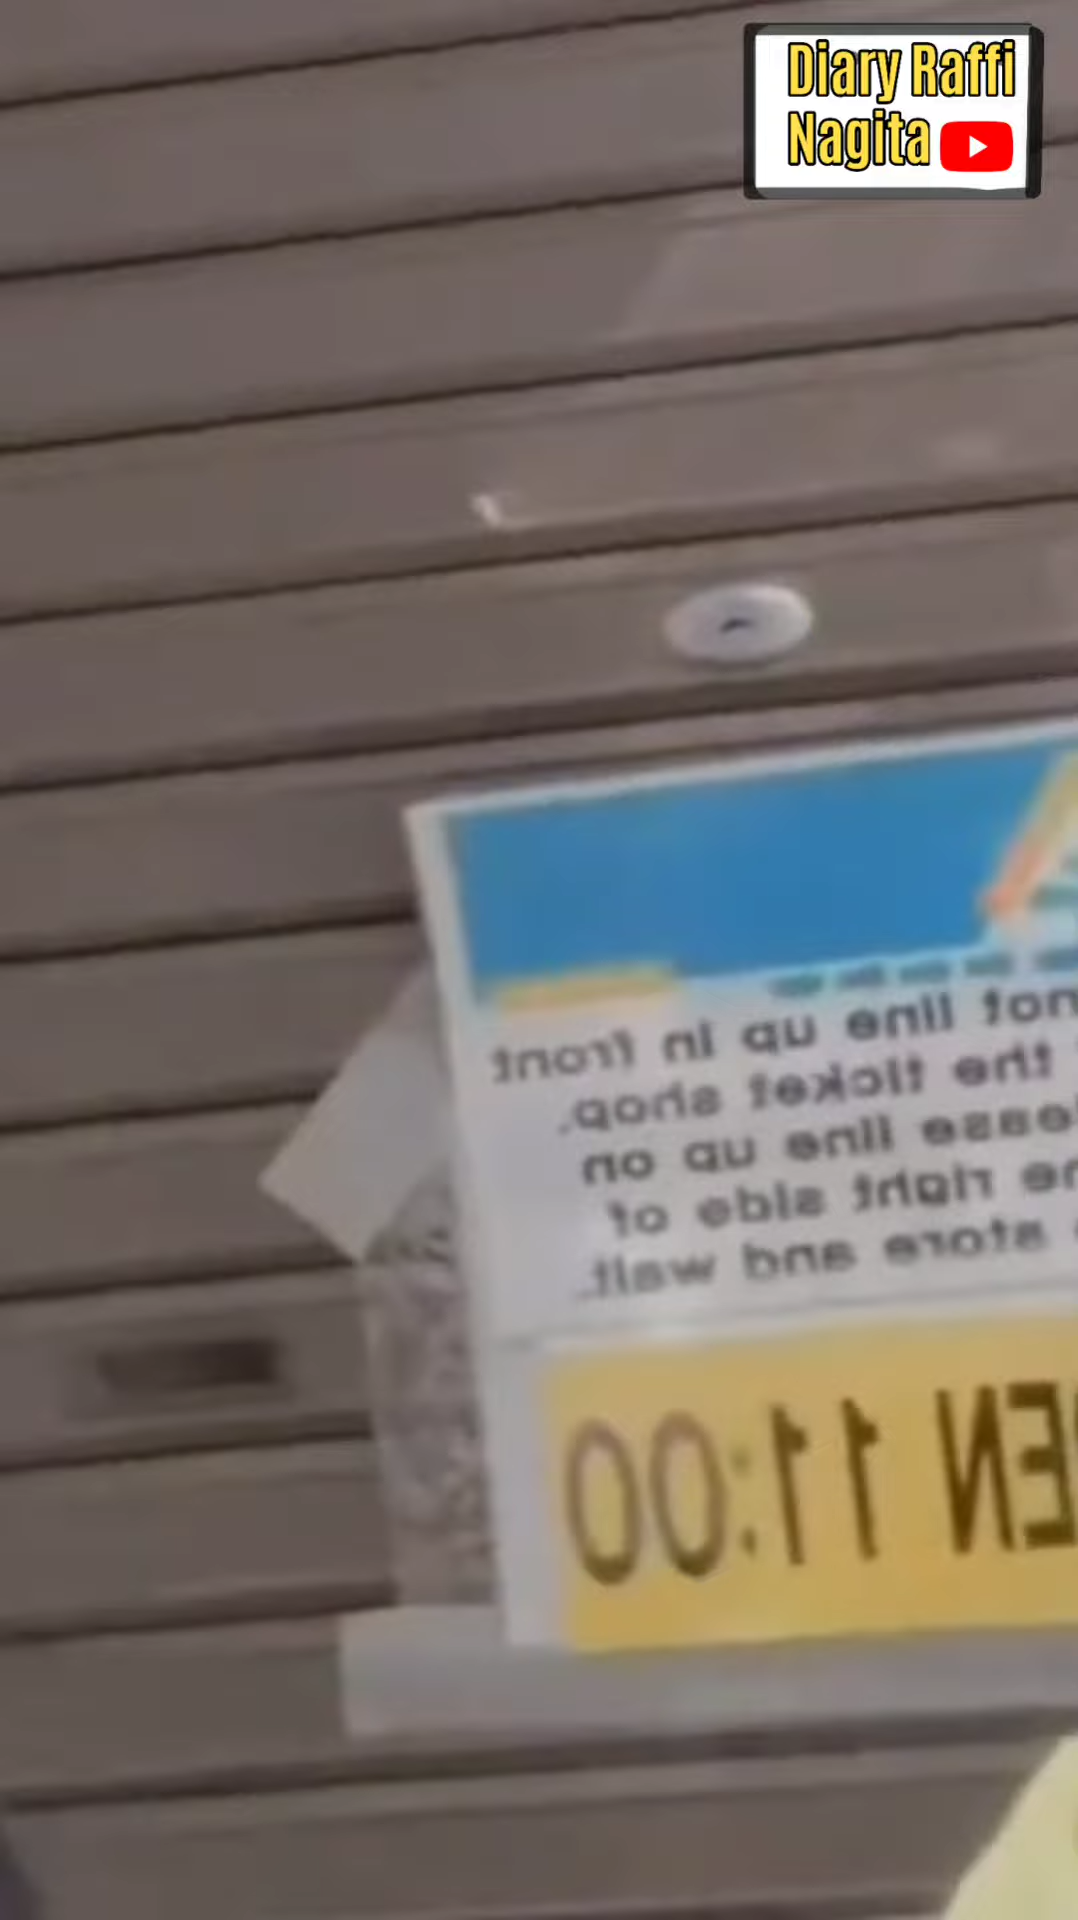 Diary Raffi
Nagita
not line up in front
the ticket shop.
line up on
right side of
store and wait.
11:00